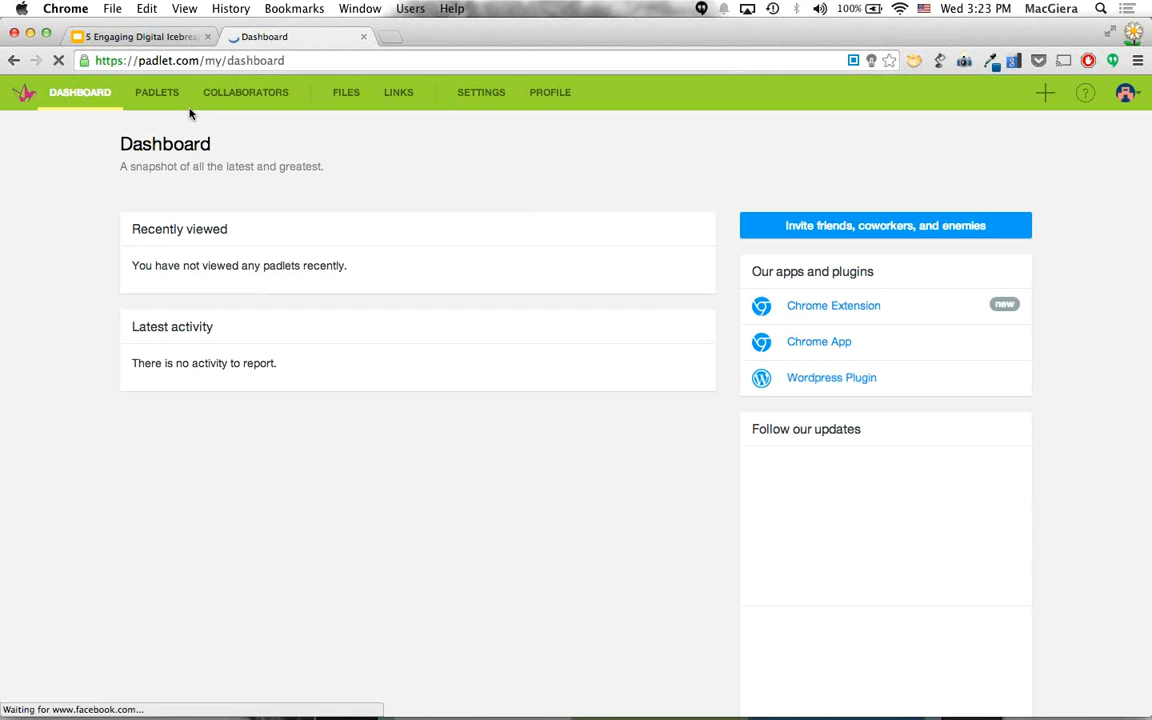 Chrome File Edit View History Bookmarks Window Users Help 100% Wed 3:23 PM MacGiera
5 Engaging Digital Icebrea × Dashboard ×
https://padlet.com/my/dashboard
DASHBOARD PADLETS COLLABORATORS FILES LINKS SETTINGS PROFILE + ?
Dashboard
A snapshot of all the latest and greatest.
Recently viewed
You have not viewed any padlets recently.
Latest activity
There is no activity to report.
Invite friends, coworkers, and enemies
Our apps and plugins
Chrome Extension new
Chrome App
Wordpress Plugin
Follow our updates
Waiting for www.facebook.com...